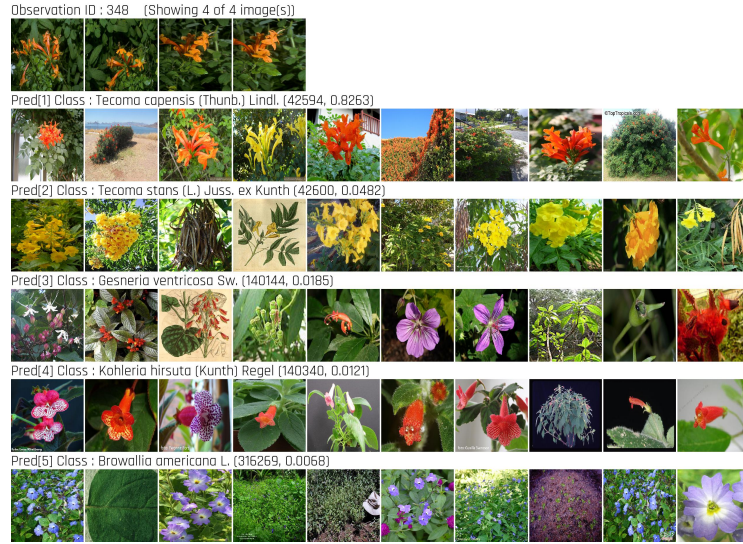 Observation ID : 348 (Showing 4 of 4 image(s))
Pred[1] Class : Tecoma capensis (Thunb.) Lindl. (42594, 0.8263)
©TopTropicals.com
Pred[2] Class : Tecoma stans (L.) Juss. ex Kunth (42600, 0.0482)
Pred[3] Class : Gesneria ventricosa Sw. (140144, 0.0185)
Pred[4] Class : Kohleria hirsuta (Kunth) Regel (140340, 0.0121)
Pred[5] Class : Browallia americana L. (316269, 0.0068)